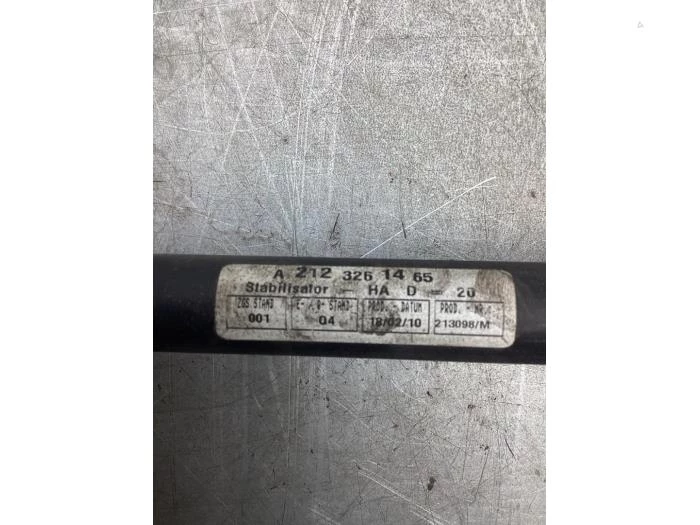 A 212 326 14 65
Stabilisator - HA D = 20
ZGS STAND E- / Q- STAND PROD. - DATUM PROD. - NR.:
001 04 18/02/10 213098/M